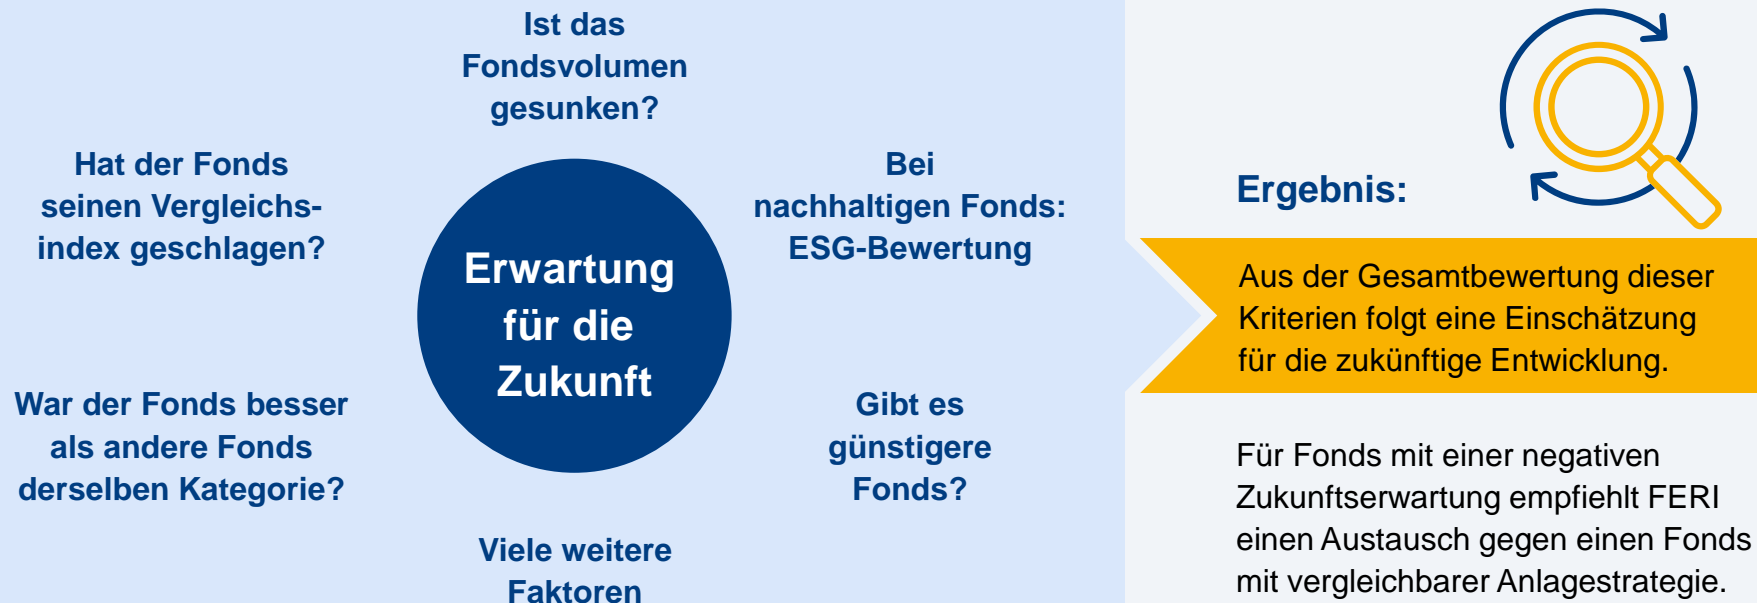 Ist das
Fondsvolumen
gesunken?
Hat der Fonds
seinen Vergleichs-
index geschlagen?
Bei
nachhaltigen Fonds:
ESG-Bewertung
Erwartung
für die
Zukunft
War der Fonds besser
als andere Fonds
derselben Kategorie?
Gibt es
günstigere
Fonds?
Viele weitere
Faktoren
Ergebnis:
Aus der Gesamtbewertung dieser
Kriterien folgt eine Einschätzung
für die zukünftige Entwicklung.
Für Fonds mit einer negativen
Zukunftserwartung empfiehlt FERI
einen Austausch gegen einen Fonds
mit vergleichbarer Anlagestrategie.